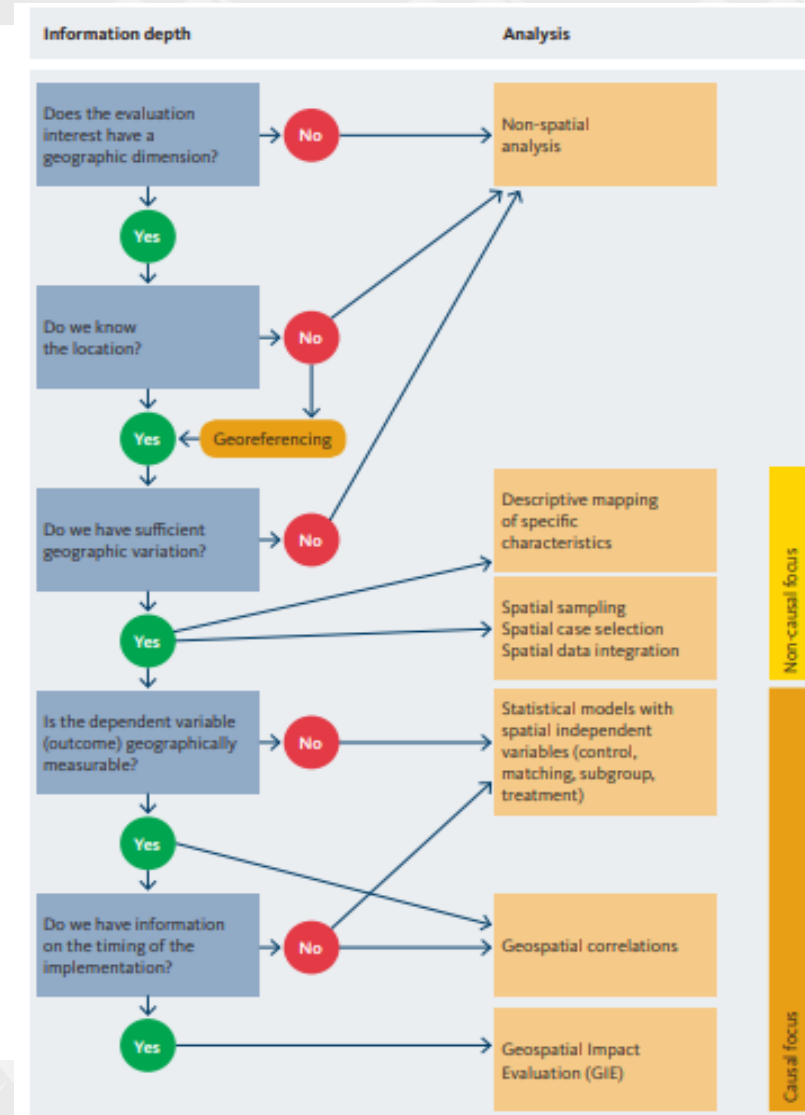 Information depth
Analysis
Does the evaluation
interest have a
geographic dimension?
No
Non-spatial
analysis
Yes
Do we know
the location?
No
Yes
Georeferencing
Do we have sufficient
geographic variation?
No
Descriptive mapping
of specific
characteristics
Yes
Spatial sampling
Spatial case selection
Spatial data integration
Non-causal focus
Is the dependent variable
(outcome) geographically
measurable?
No
Statistical models with
spatial independent
variables (control,
matching, subgroup,
treatment)
Yes
Do we have information
on the timing of the
implementation?
No
Geospatial correlations
Yes
Geospatial Impact
Evaluation (GIE)
Causal focus